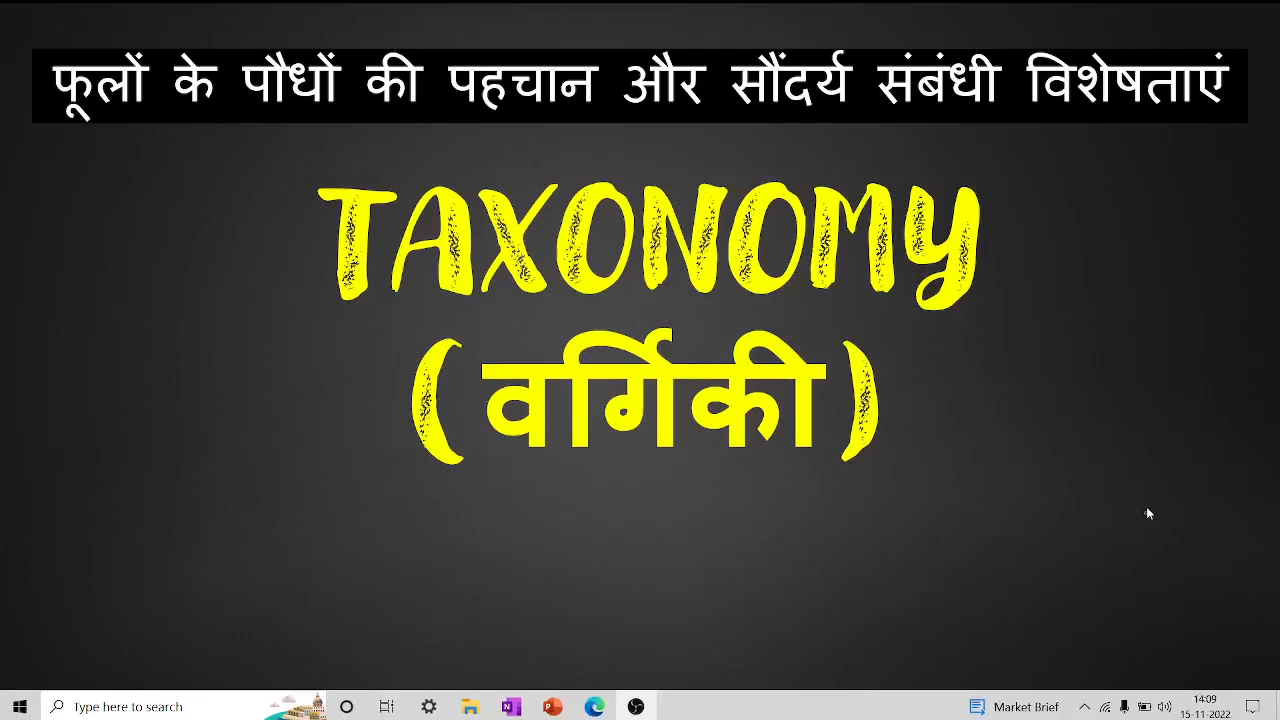 फूलों के पौधों की पहचान और सौंदर्य संबंधी विशेषताएं
TAXONOMY
(वर्गिकी)
Type here to search
Market Brief
14:09
15-11-2022